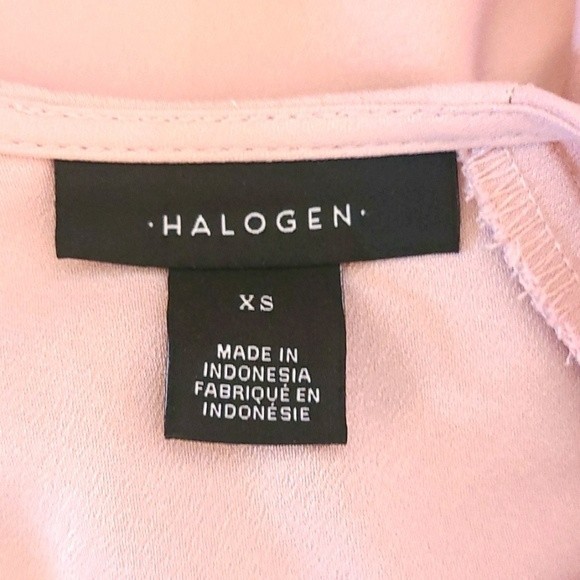 ·HALOGEN·
XS
MADE IN
INDONESIA
FABRIQUÉ EN
INDONÉSIE